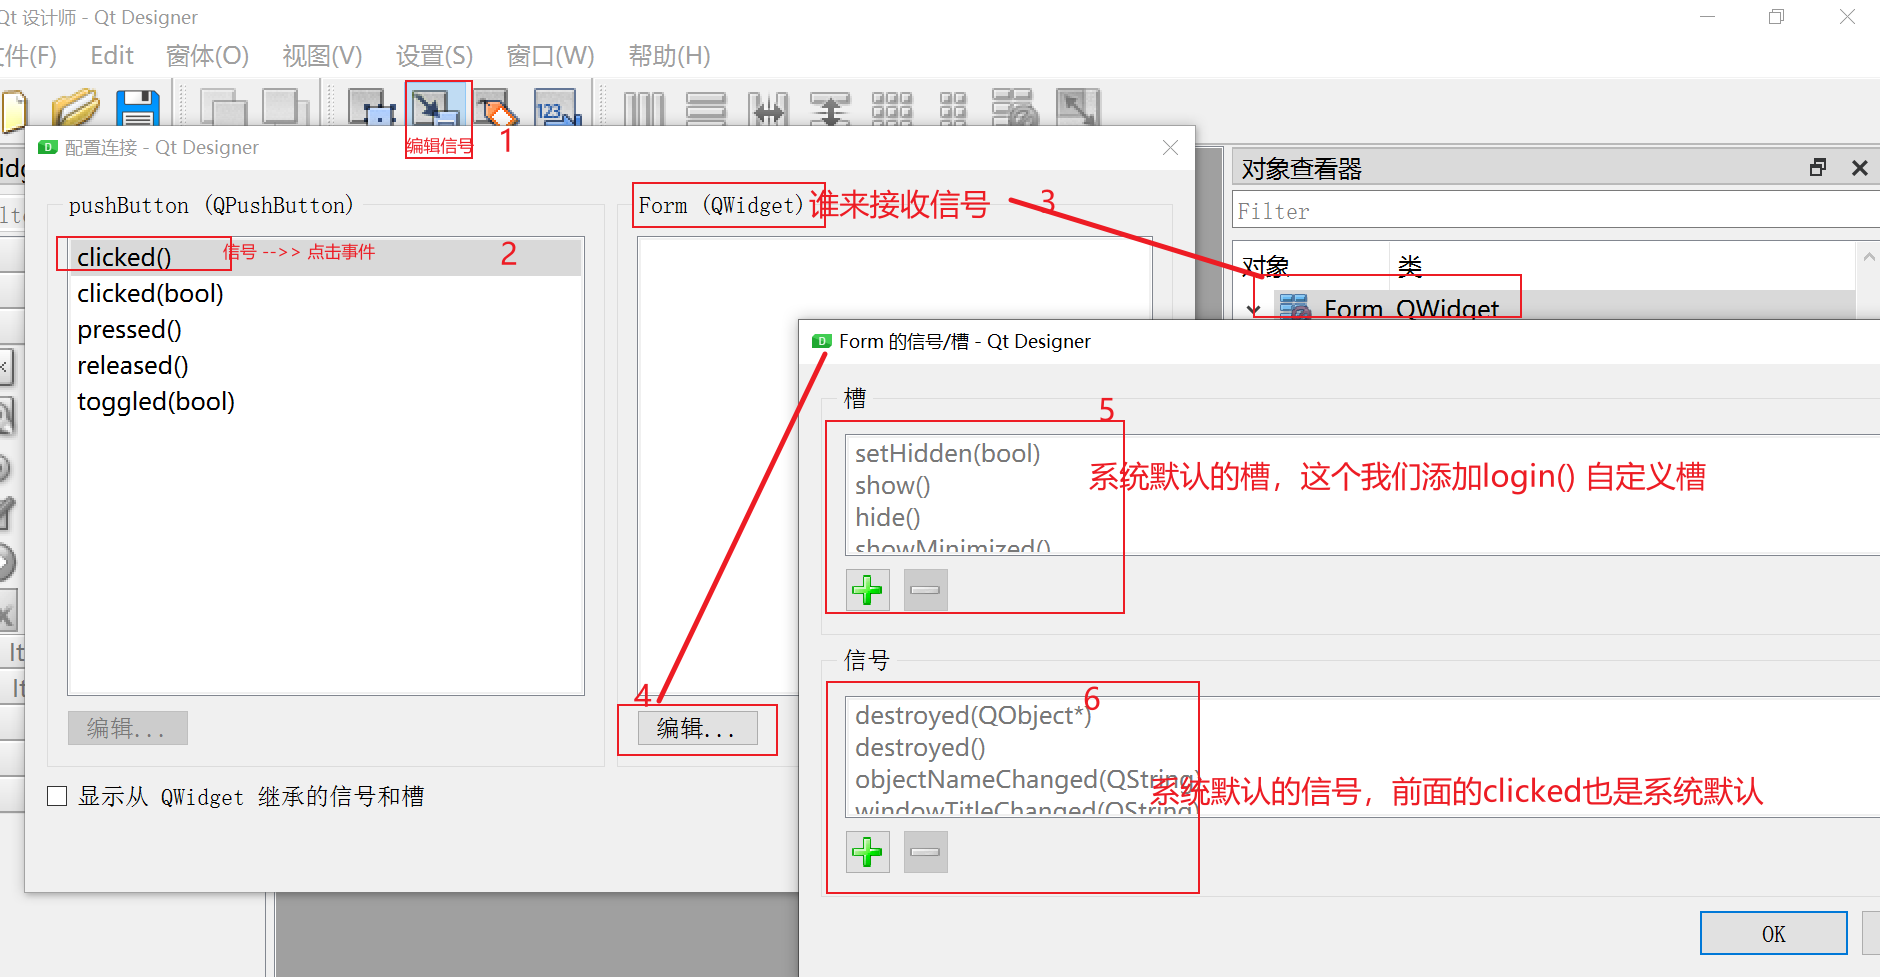 Qt 设计师 - Qt Designer
文件(F) Edit 窗体(O) 视图(V) 设置(S) 窗口(W) 帮助(H)
123
编辑信号
1
配置连接 - Qt Designer
对象查看器
Filter
pushButton (QPushButton)
Form (QWidget)
谁来接收信号
3
clicked()
信号 -->> 点击事件
2
clicked(bool)
pressed()
released()
toggled(bool)
对象 类
Form QWidget
Form 的信号/槽 - Qt Designer
槽
5
setHidden(bool)
show()
hide()
showMinimized()
系统默认的槽，这个我们添加login() 自定义槽
信号
6
destroyed(QObject*)
destroyed()
objectNameChanged(QString)
windowTitleChanged(QString)
系统默认的信号，前面的clicked也是系统默认
4
编辑...
编辑...
显示从 QWidget 继承的信号和槽
OK